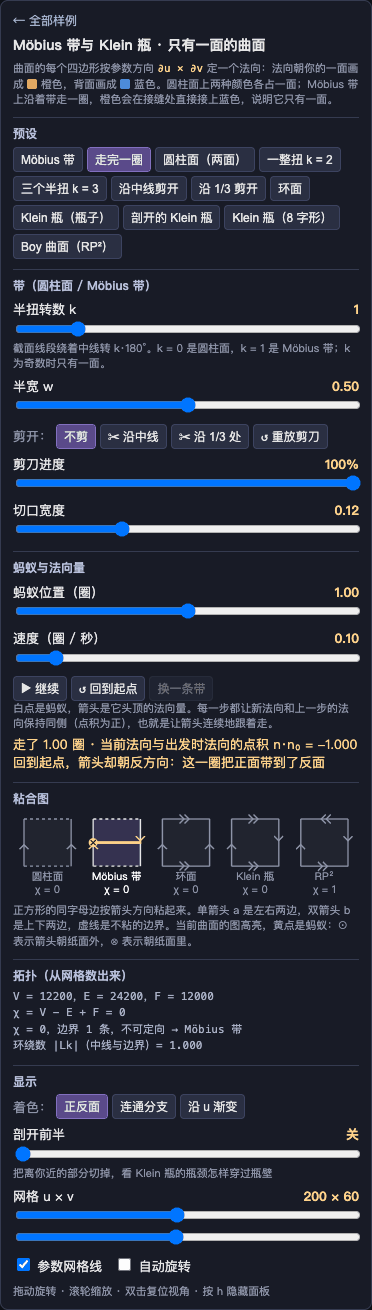 ← 全部样例
Möbius 带与 Klein 瓶 · 只有一面的曲面
曲面的每个四边形按参数方向 ∂u × ∂v 定一个法向：法向朝你的一面画
成 橙色，背面画成 蓝色。圆柱面上两种颜色各占一面；Möbius 带
上沿着带走一圈，橙色会在接缝处直接接上蓝色，说明它只有一面。
预设
Möbius 带
走完一圈
圆柱面（两面）
一整扭 k = 2
三个半扭 k = 3
沿中线剪开
沿 1/3 剪开
环面
Klein 瓶（瓶子）
剖开的 Klein 瓶
Klein 瓶（8 字形）
Boy 曲面（RP²）
带（圆柱面 / Möbius 带）
半扭转数 k 1
截面线段绕着中线转 k·180°。k = 0 是圆柱面，k = 1 是 Möbius 带；k
为奇数时只有一面。
半宽 w 0.50
剪开： 不剪 ✂ 沿中线 ✂ 沿 1/3 处 ↺ 重放剪刀
剪刀进度 100%
切口宽度 0.12
蚂蚁与法向量
蚂蚁位置（圈） 1.00
速度（圈 / 秒） 0.10
▶ 继续 ↺ 回到起点 换一条带
白点是蚂蚁，箭头是它头顶的法向量。每一步都让新法向和上一步的法
向保持同侧（点积为正），也就是让箭头连续地跟着走。
走了 1.00 圈 · 当前法向与出发时法向的点积 n·n₀ = −1.000
回到起点，箭头却朝反方向：这一圈把正面带到了反面
粘合图
圆柱面
χ = 0
Möbius 带
χ = 0
环面
χ = 0
Klein 瓶
χ = 0
RP²
χ = 1
正方形的同字母边按箭头方向粘起来。单箭头 a 是左右两边，双箭头 b
是上下两边，虚线是不粘的边界。当前曲面的图高亮，黄点是蚂蚁：⊙
表示箭头朝纸面外，⊗ 表示朝纸面里。
拓扑（从网格数出来）
V = 12200, E = 24200, F = 12000
χ = V − E + F = 0
χ = 0，边界 1 条，不可定向 → Möbius 带
环绕数 |Lk|（中线与边界）= 1.000
显示
着色： 正反面 连通分支 沿 u 渐变
剖开前半 关
把离你近的部分切掉，看 Klein 瓶的瓶颈怎样穿过瓶壁
网格 u × v 200 × 60
参数网格线 自动旋转
拖动旋转 · 滚轮缩放 · 双击复位视角 · 按 h 隐藏面板